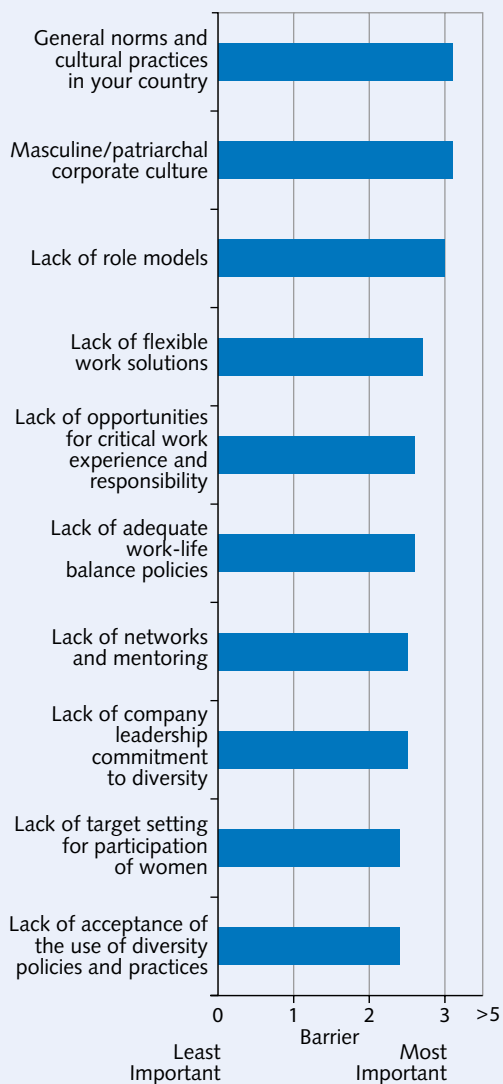 General norms and
cultural practices
in your country
Masculine/patriarchal
corporate culture
Lack of role models
Lack of flexible
work solutions
Lack of opportunities
for critical work
experience and
responsibility
Lack of adequate
work-life
balance policies
Lack of networks
and mentoring
Lack of company
leadership
commitment
to diversity
Lack of target setting
for participation
of women
Lack of acceptance of
the use of diversity
policies and practices
0 1 2 3 >5
Barrier
Least Most
Important Important